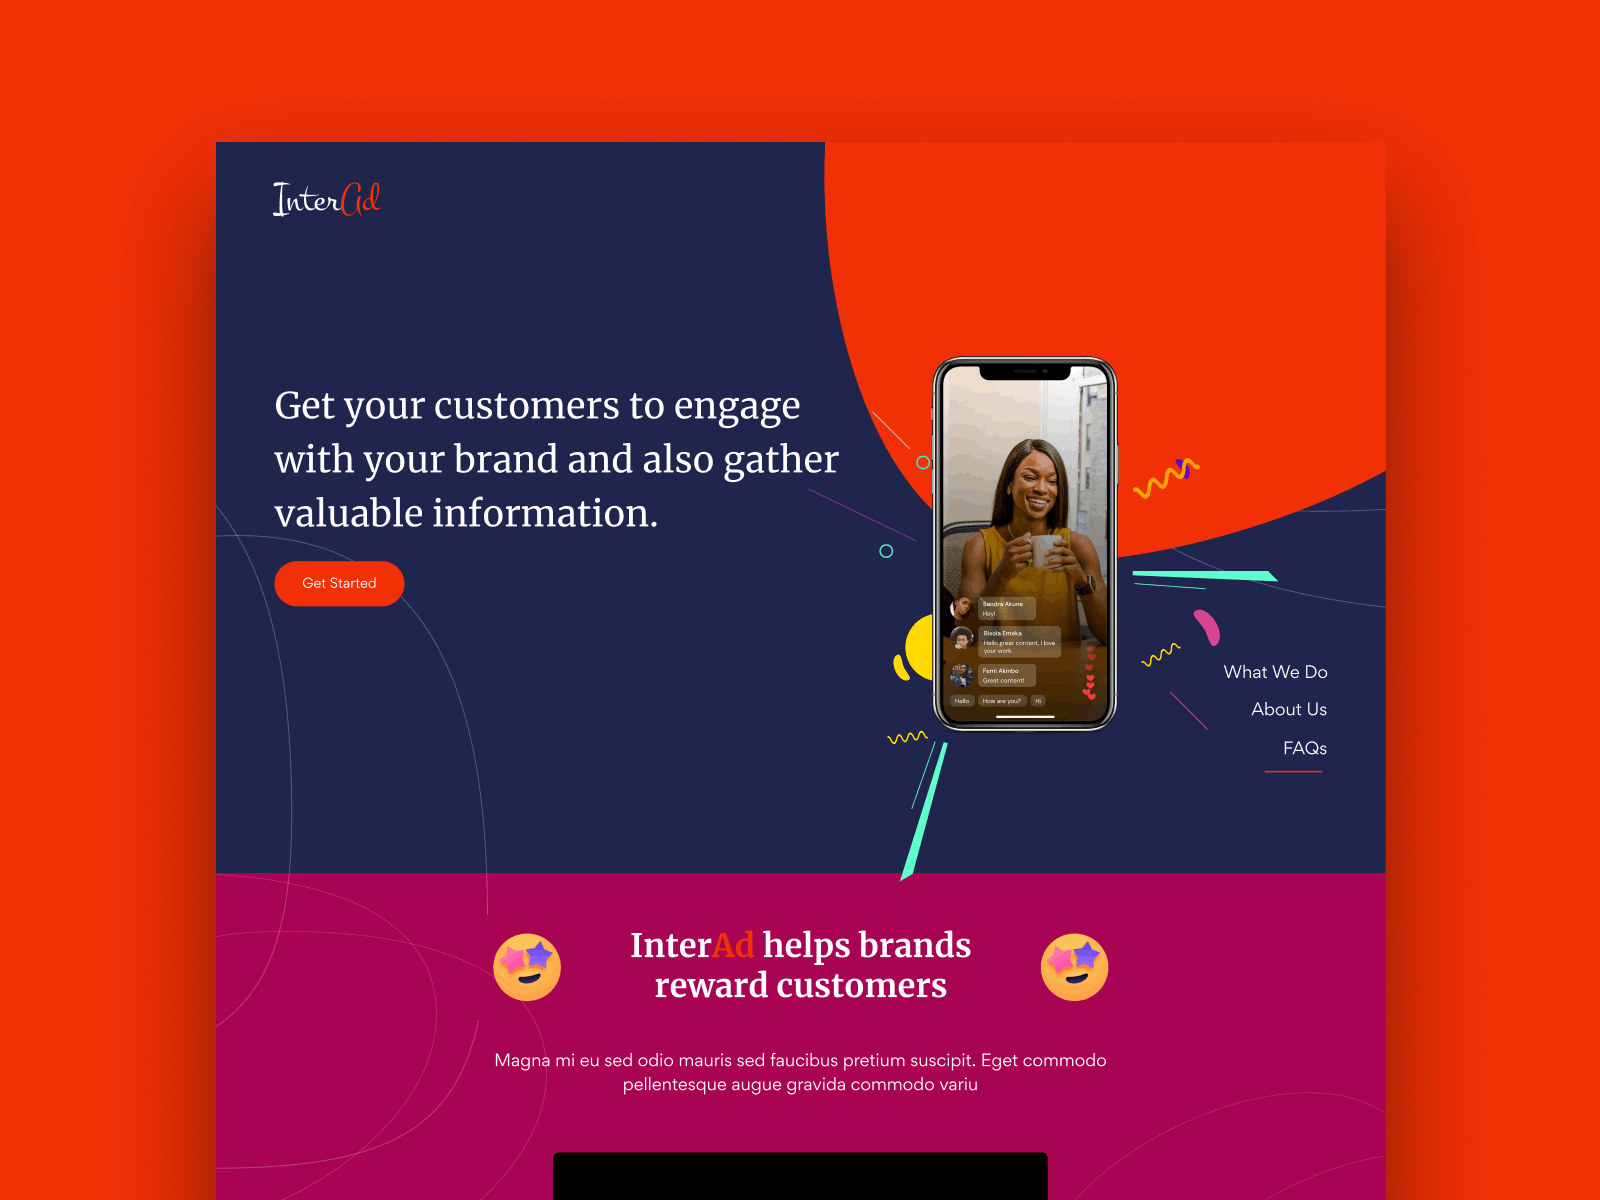 InterAd
Get your customers to engage
with your brand and also gather
valuable information.
Get Started
Sandra Akuna
Hey!
Bisola Emeka
Hello great content, I love
your work.
Femi Akinbo
Great content!
Hello
How are you?
Hi
What We Do
About Us
FAQs
InterAd helps brands
reward customers
Magna mi eu sed odio mauris sed faucibus pretium suscipit. Eget commodo
pellentesque augue gravida commodo variu